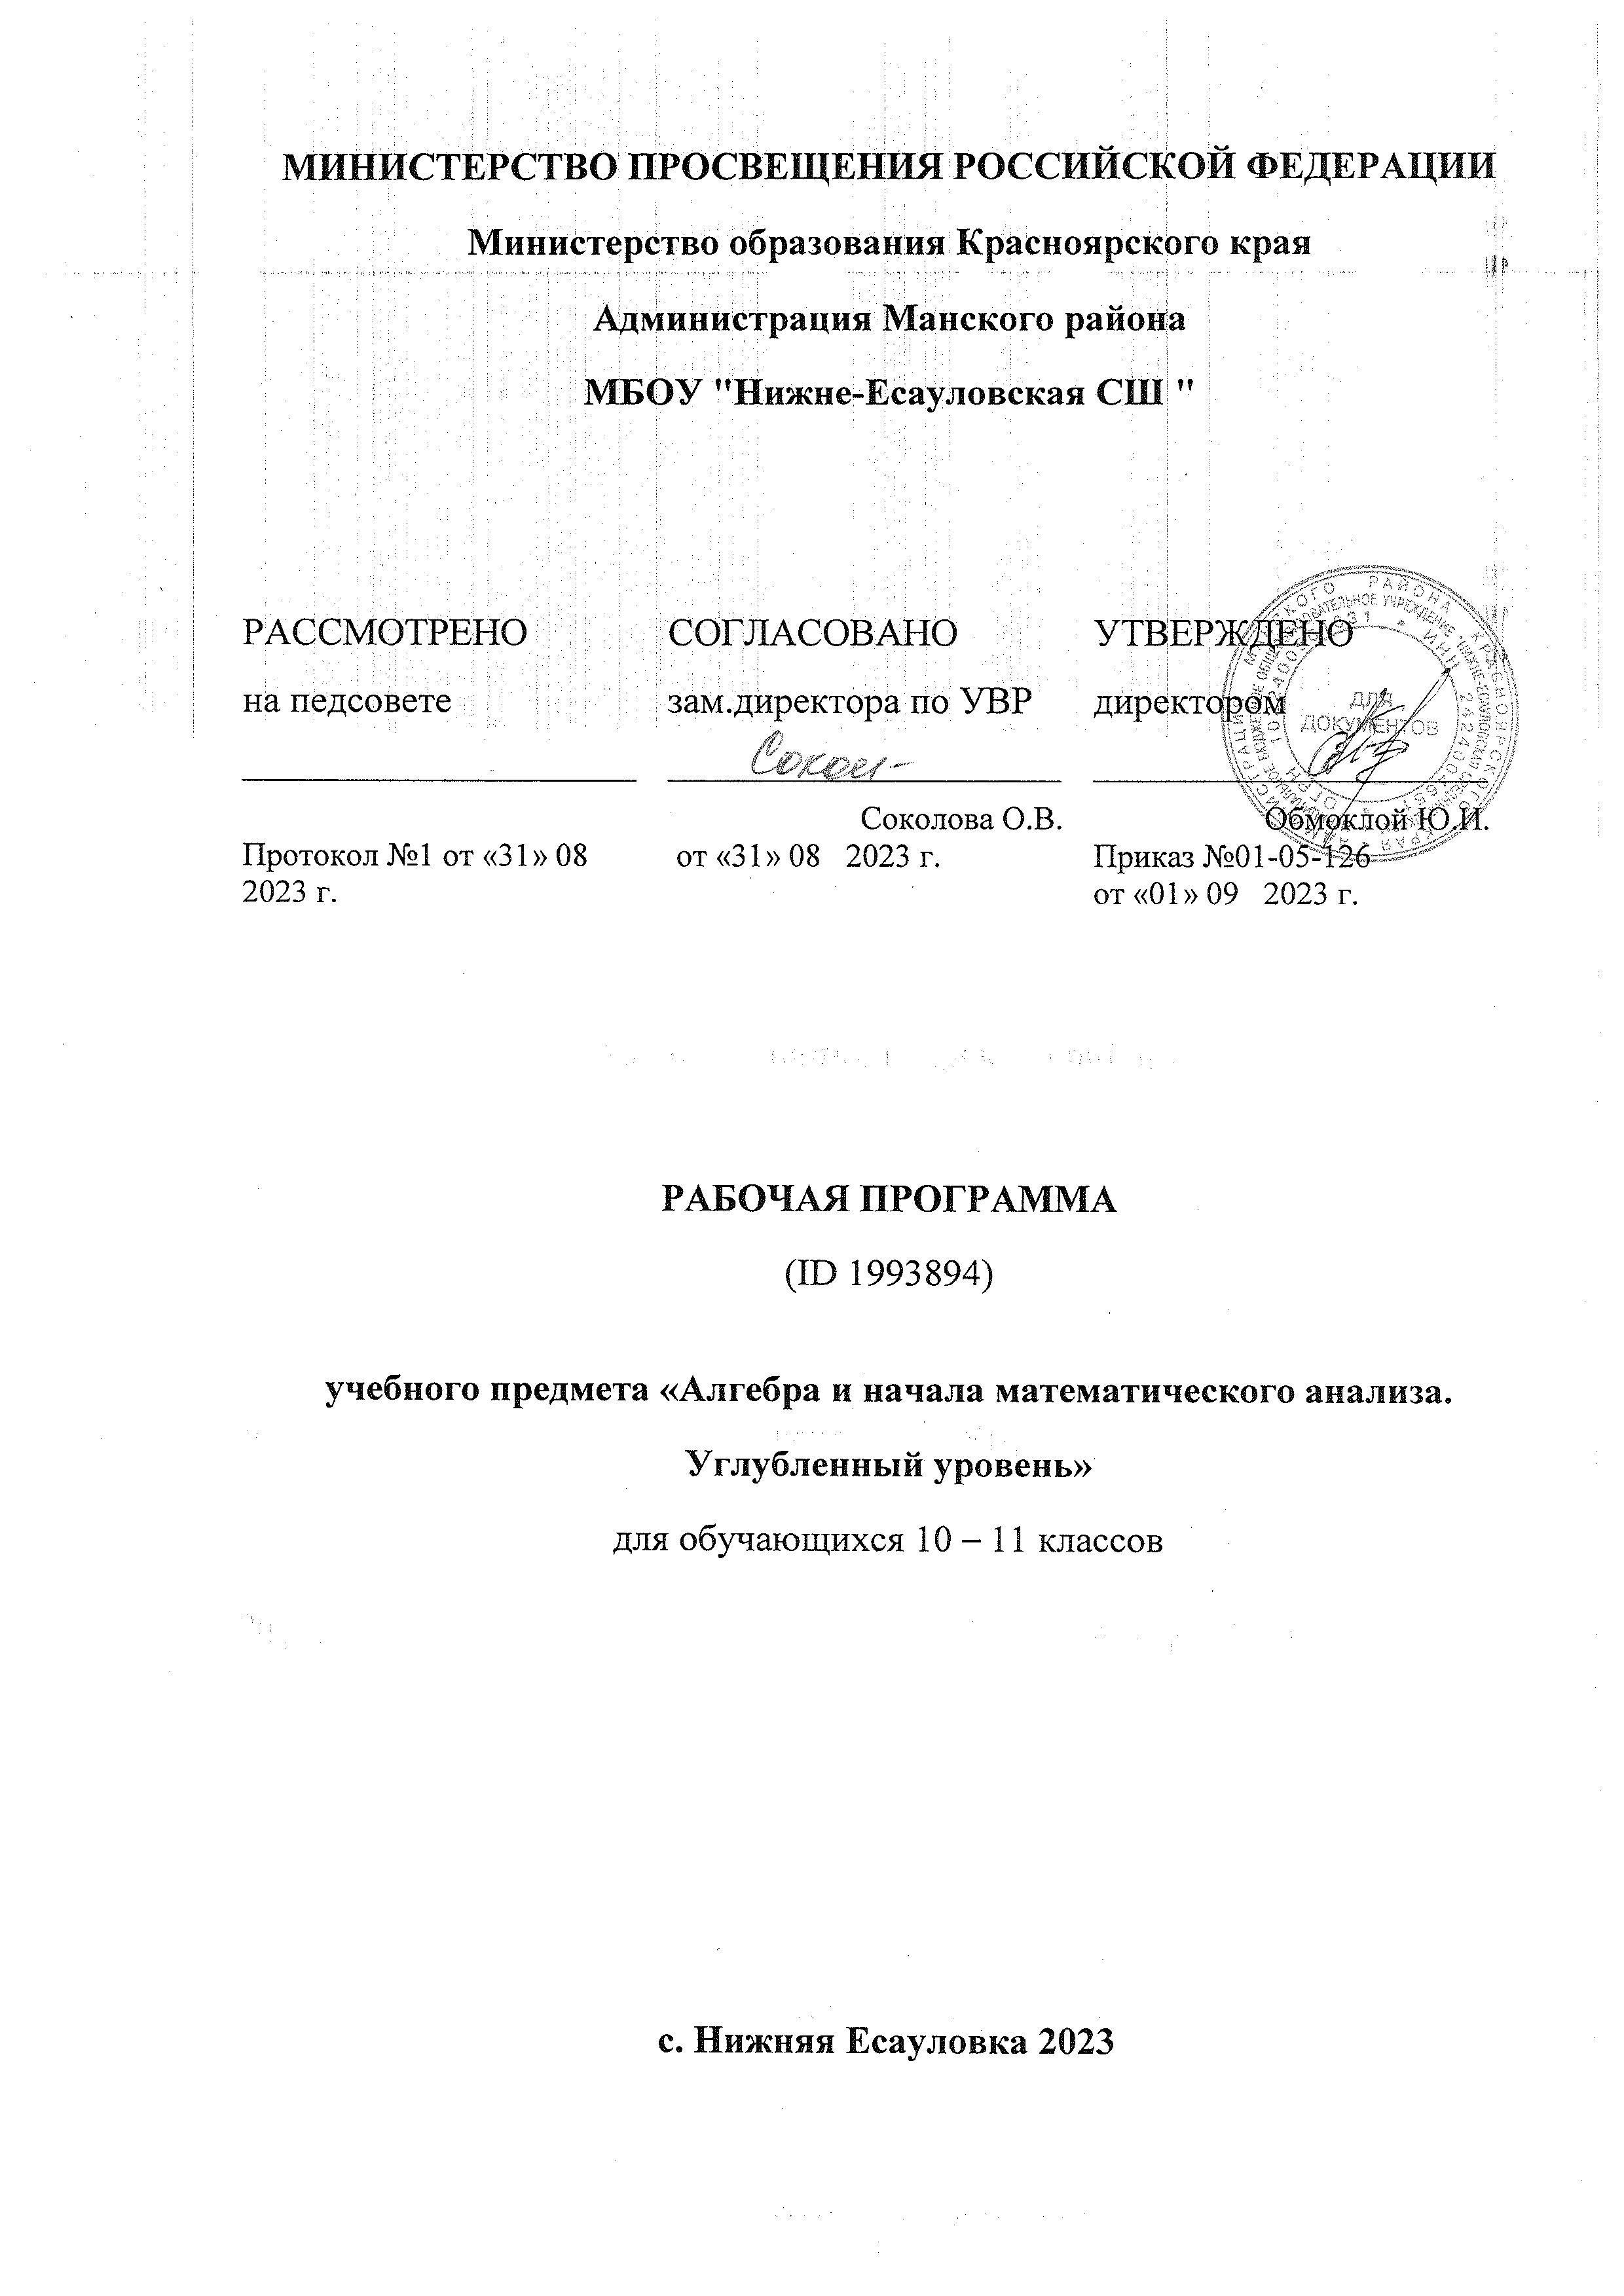 МИНИСТЕРСТВО ПРОСВЕЩЕНИЯ РОССИЙСКОЙ ФЕДЕРАЦИИ
Министерство образования Красноярского края
Администрация Манского района
МБОУ "Нижне-Есауловская СШ "
РАССМОТРЕНО
на педсовете
Протокол №1 от «31» 08
2023 г.
СОГЛАСОВАНО
зам.директора по УВР
Соколова О.В.
от «31» 08 2023 г.
УТВЕРЖДЕНО
директором
ДЛЯ
ДОКУМЕНТОВ
Обмоклой Ю.И.
Приказ №01-05-126
от «01» 09 2023 г.
РАБОЧАЯ ПРОГРАММА
(ID 1993894)
учебного предмета «Алгебра и начала математического анализа.
Углубленный уровень»
для обучающихся 10 – 11 классов
с. Нижняя Есауловка 2023